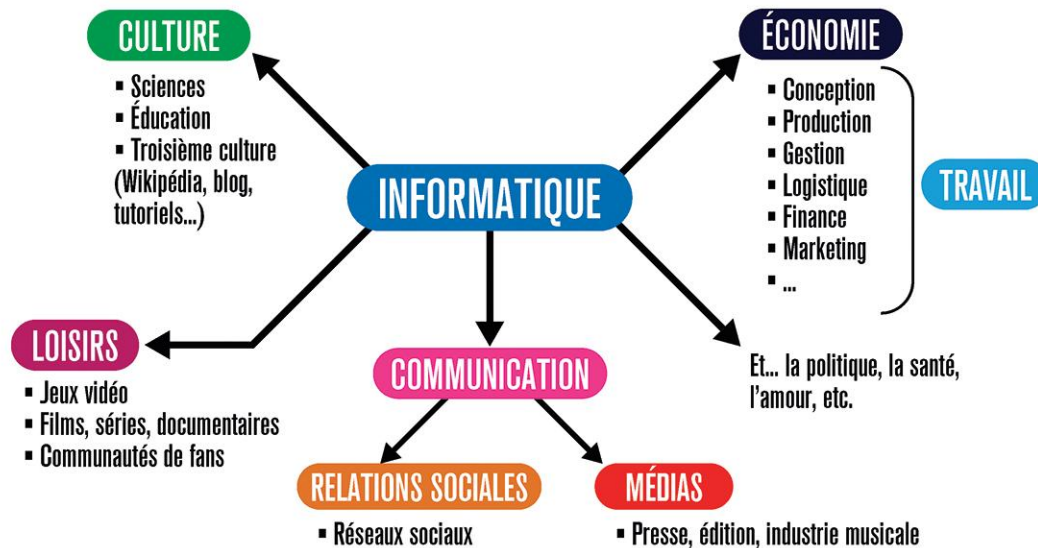 CULTURE
▪ Sciences
▪ Éducation
▪ Troisième culture
(Wikipédia, blog,
tutoriels...)
ÉCONOMIE
▪ Conception
▪ Production
▪ Gestion
▪ Logistique
▪ Finance
▪ Marketing
▪ ...
TRAVAIL
INFORMATIQUE
LOISIRS
▪ Jeux vidéo
▪ Films, séries, documentaires
▪ Communautés de fans
COMMUNICATION
Et... la politique, la santé,
l'amour, etc.
RELATIONS SOCIALES
▪ Réseaux sociaux
MÉDIAS
▪ Presse, édition, industrie musicale